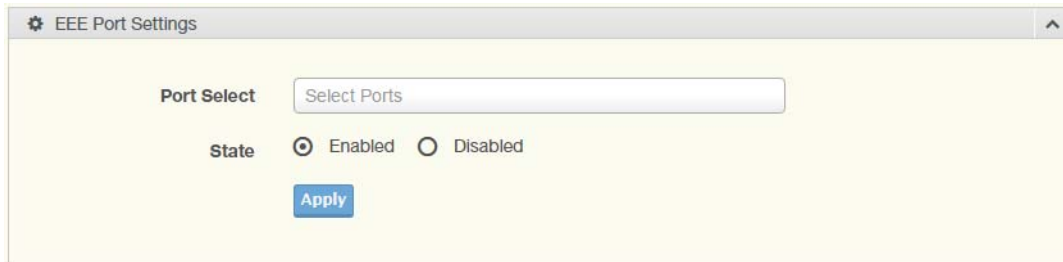 EEE Port Settings
Port Select Select Ports
State Enabled Disabled
Apply